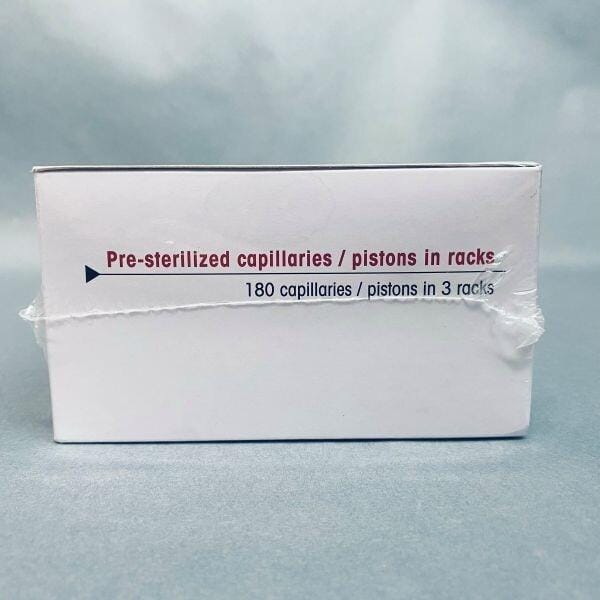 Pre-sterilized capillaries / pistons in racks
180 capillaries / pistons in 3 racks